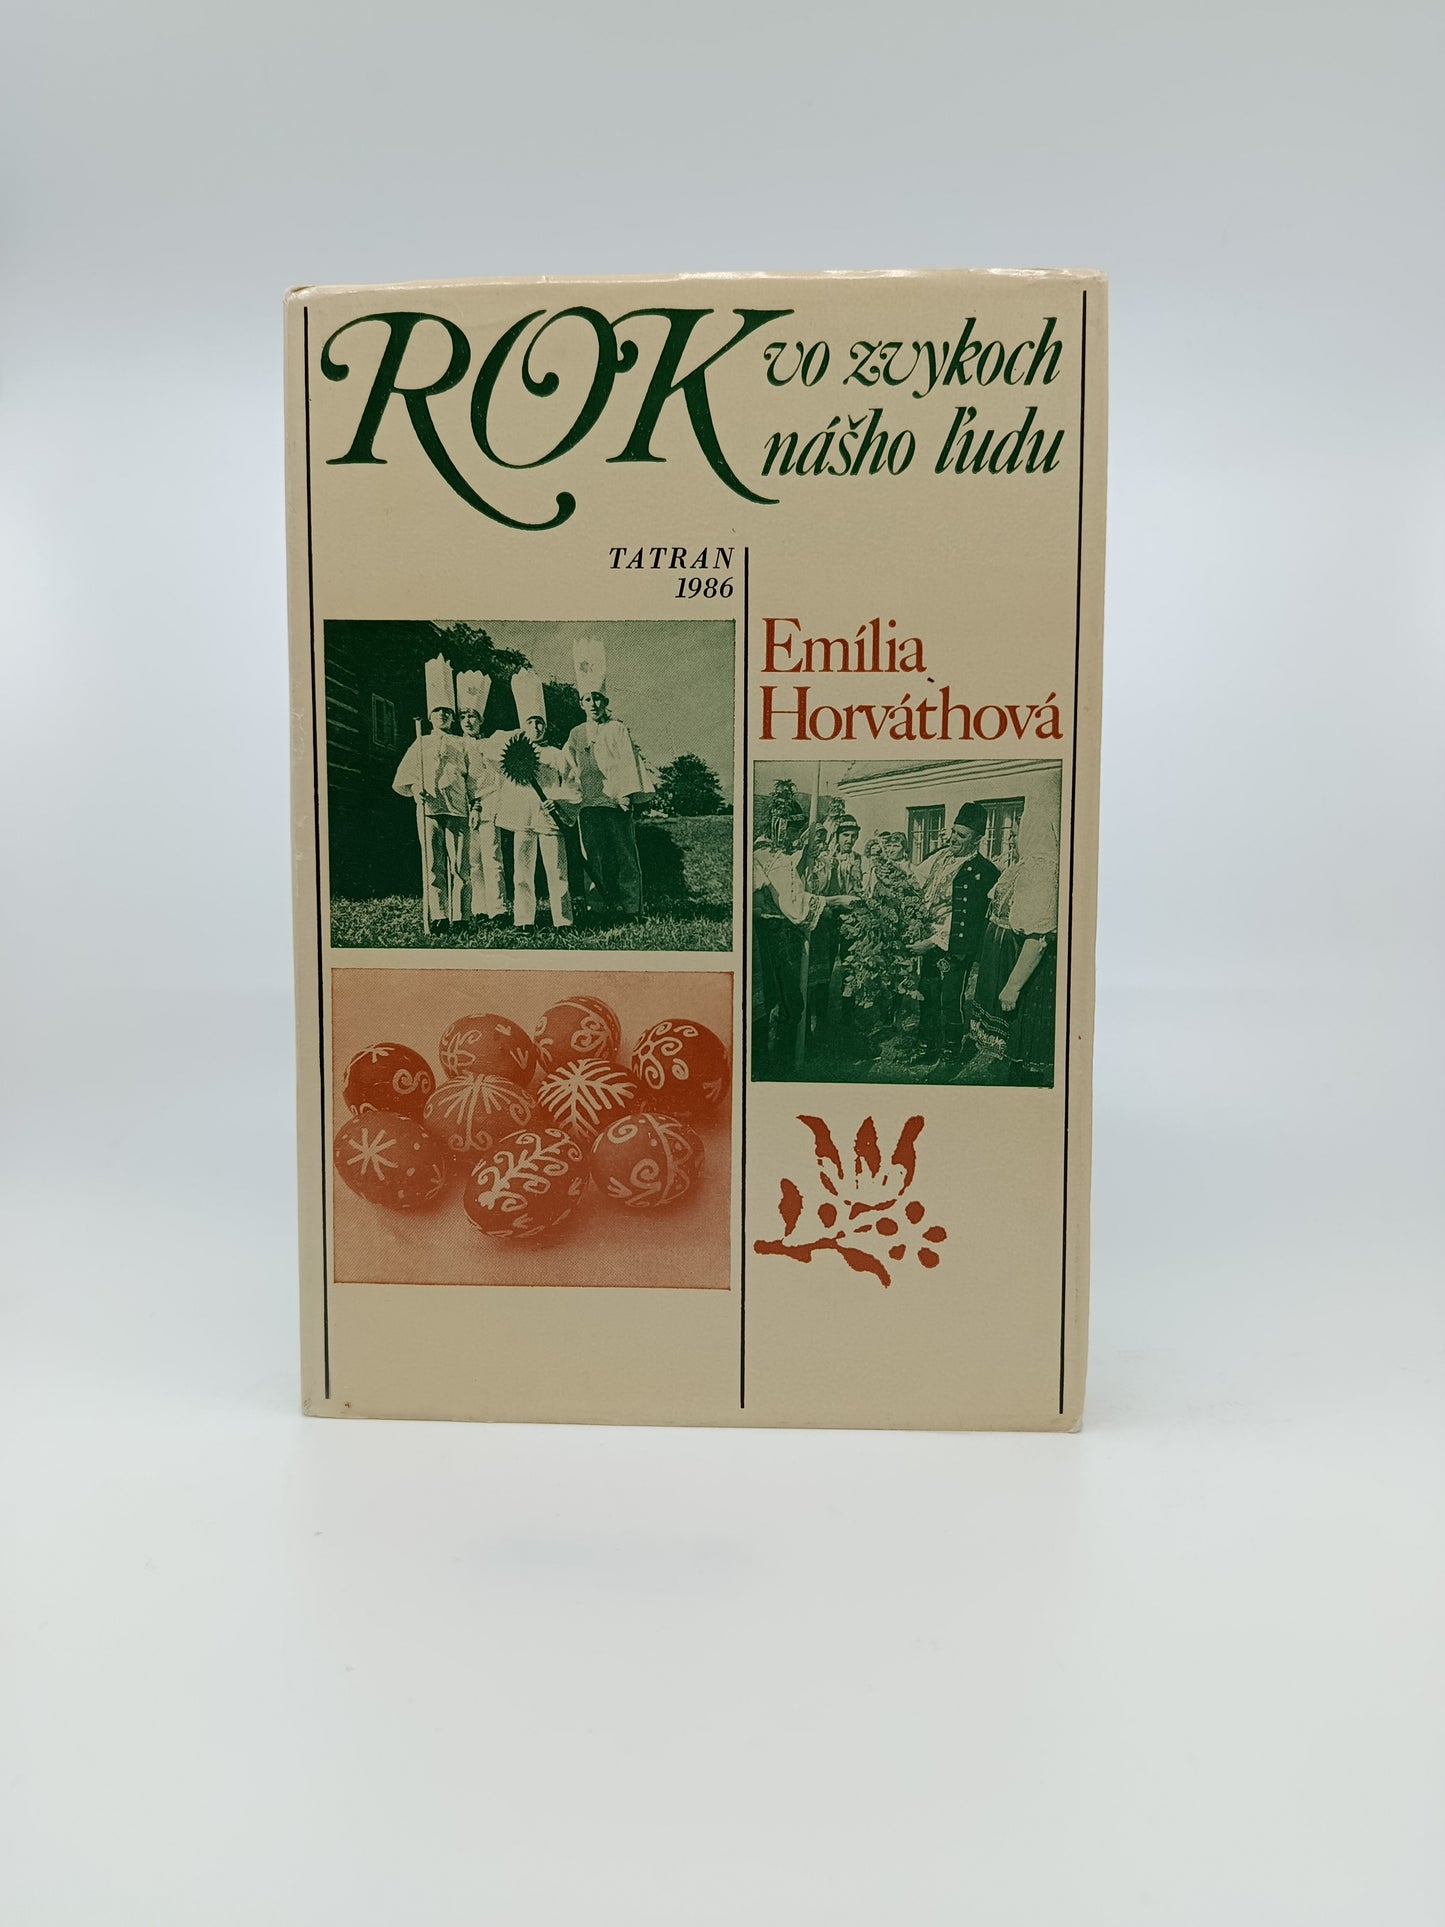 ROK vo zvykoch
nášho ľudu
TATRAN
1986
Emília
Horváthová